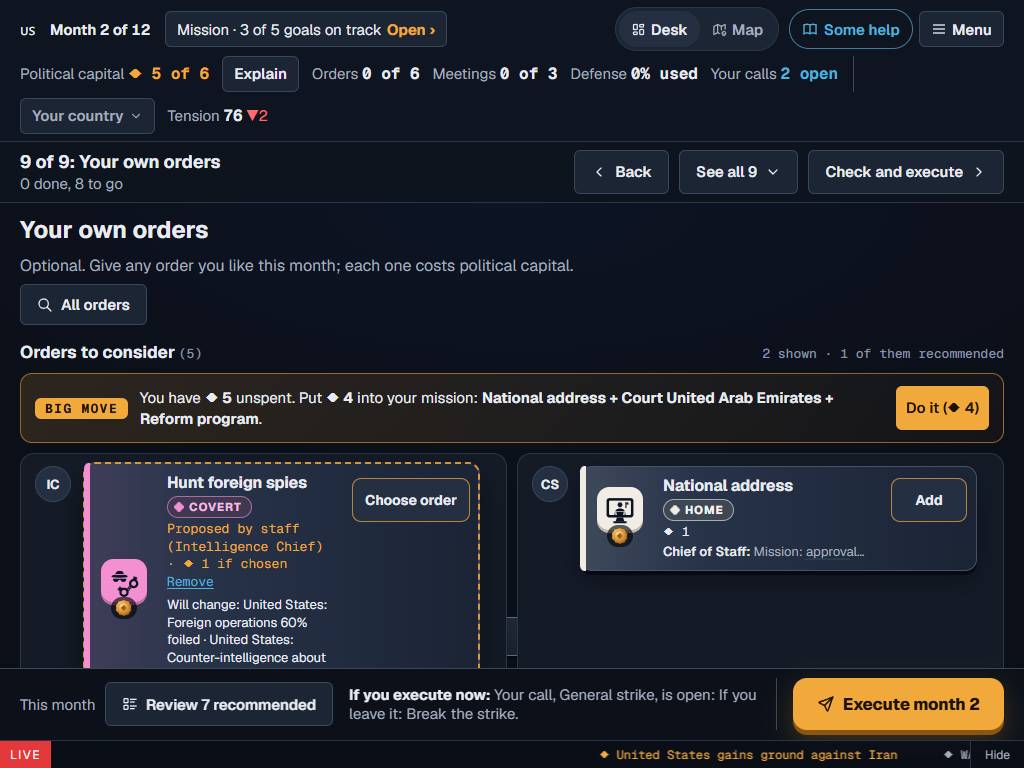 US Month 2 of 12 Mission · 3 of 5 goals on track Open › Desk Map Some help Menu
Political capital ◆ 5 of 6 Explain Orders 0 of 6 Meetings 0 of 3 Defense 0% used Your calls 2 open
Your country Tension 76 ▼2
9 of 9: Your own orders
0 done, 8 to go
Back See all 9 Check and execute
Your own orders
Optional. Give any order you like this month; each one costs political capital.
All orders
Orders to consider (5) 2 shown · 1 of them recommended
BIG MOVE
You have ◆ 5 unspent. Put ◆ 4 into your mission: National address + Court United Arab Emirates +
Reform program.
Do it (◆ 4)
IC
Hunt foreign spies
◆ COVERT
Proposed by staff
(Intelligence Chief)
· ◆ 1 if chosen
Remove
Will change: United States:
Foreign operations 60%
foiled · United States:
Counter-intelligence about
Choose order
CS
National address
◆ HOME
◆ 1
Chief of Staff: Mission: approval…
Add
This month Review 7 recommended
If you execute now: Your call, General strike, is open: If you
leave it: Break the strike.
Execute month 2
LIVE ◆ United States gains ground against Iran ◆ Hide